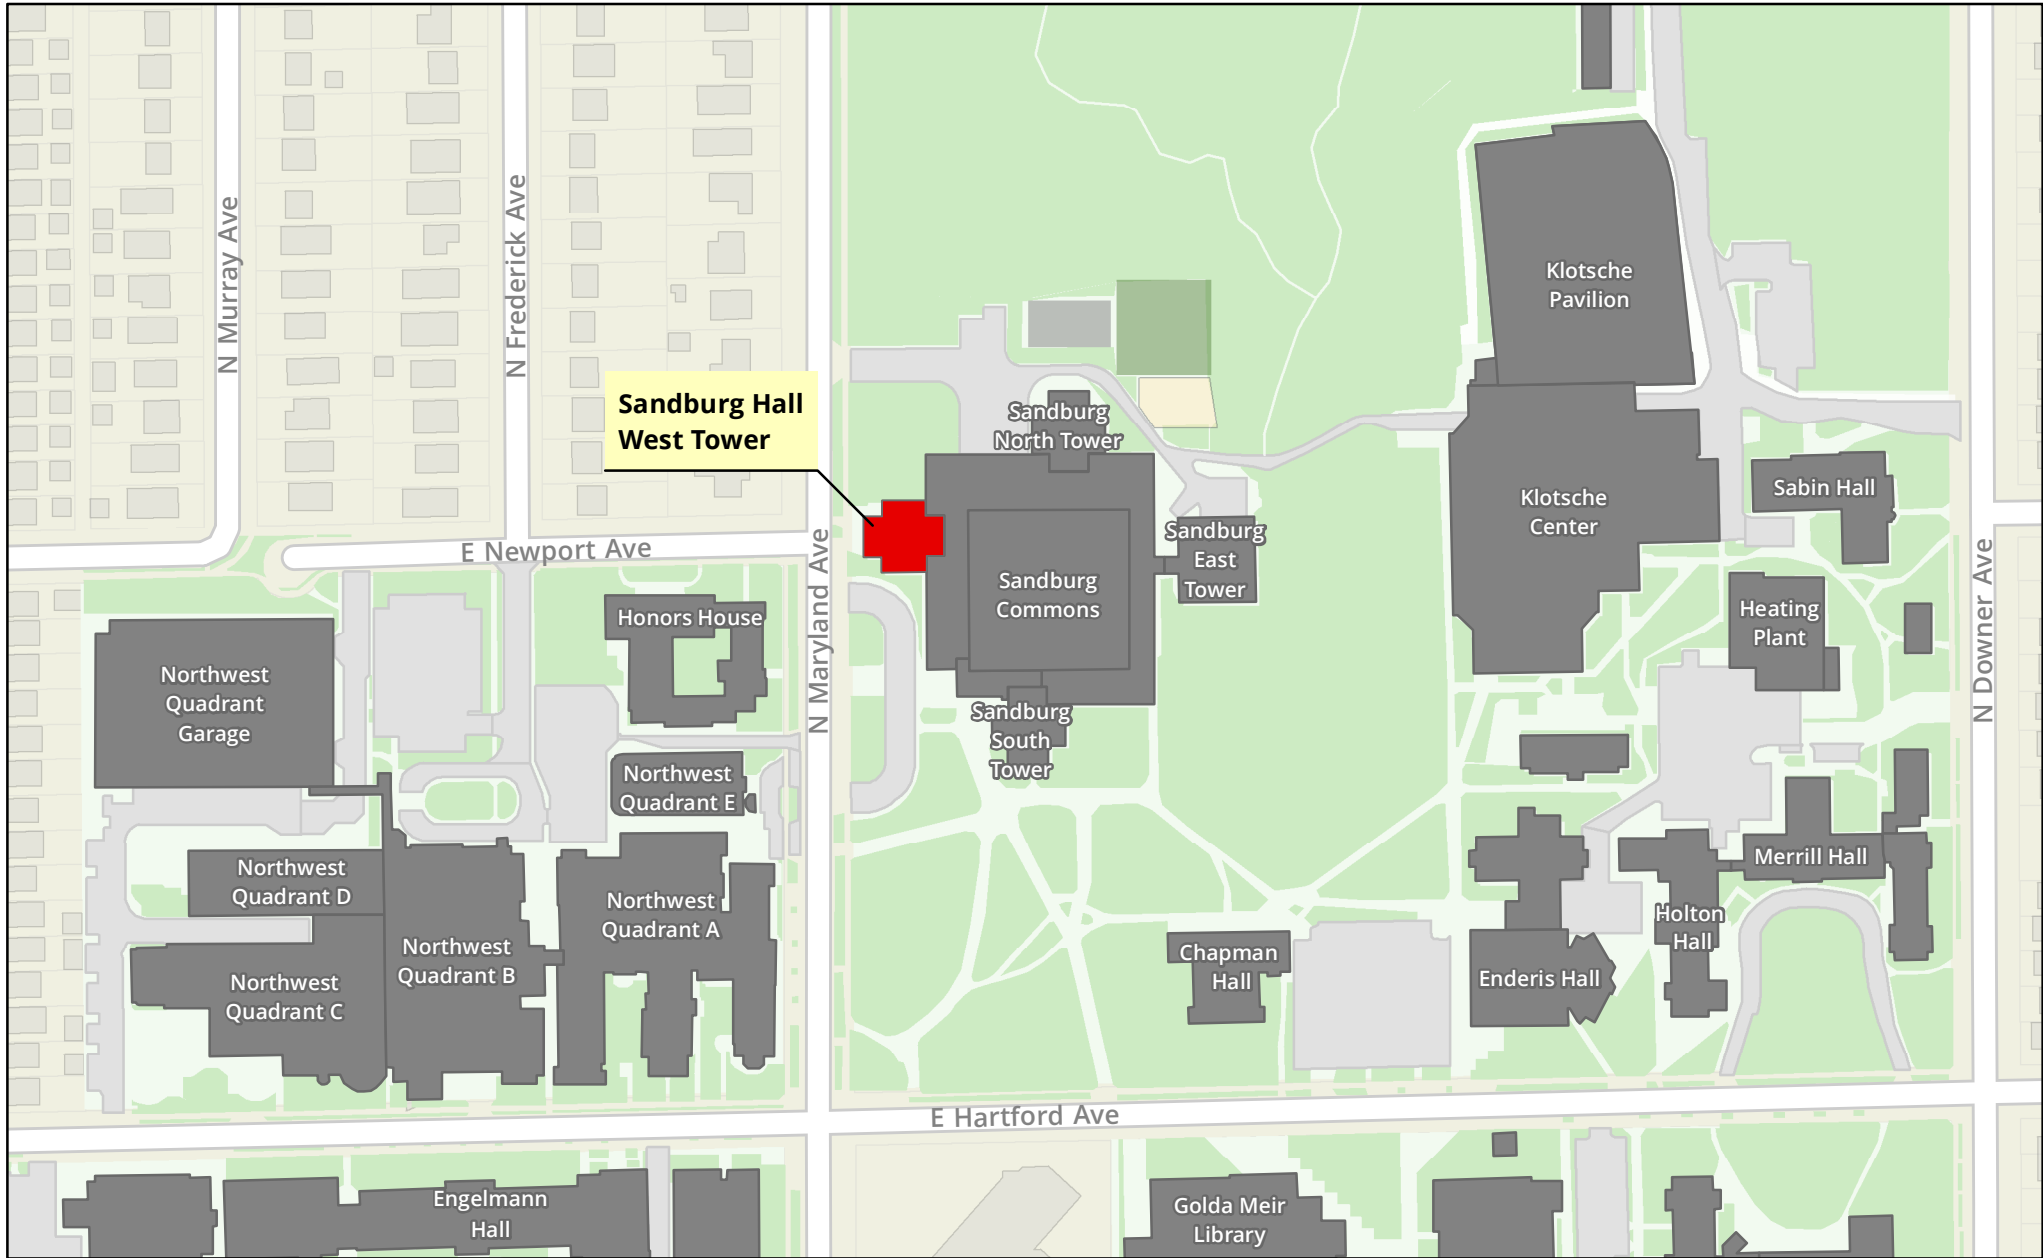 N Murray Ave
N Frederick Ave
Klotsche
Pavilion
Sandburg Hall
West Tower
Sandburg
North Tower
Klotsche
Center
Sabin Hall
Sandburg
East
Tower
E Newport Ave
N Maryland Ave
Sandburg
Commons
Honors House
Heating
Plant
N Downer Ave
Northwest
Quadrant
Garage
Sandburg
South
Tower
Northwest
Quadrant E
Northwest
Quadrant D
Northwest
Quadrant A
Merrill Hall
Holton
Hall
Northwest
Quadrant B
Chapman
Hall
Enderis Hall
Northwest
Quadrant C
E Hartford Ave
Engelmann
Hall
Golda Meir
Library